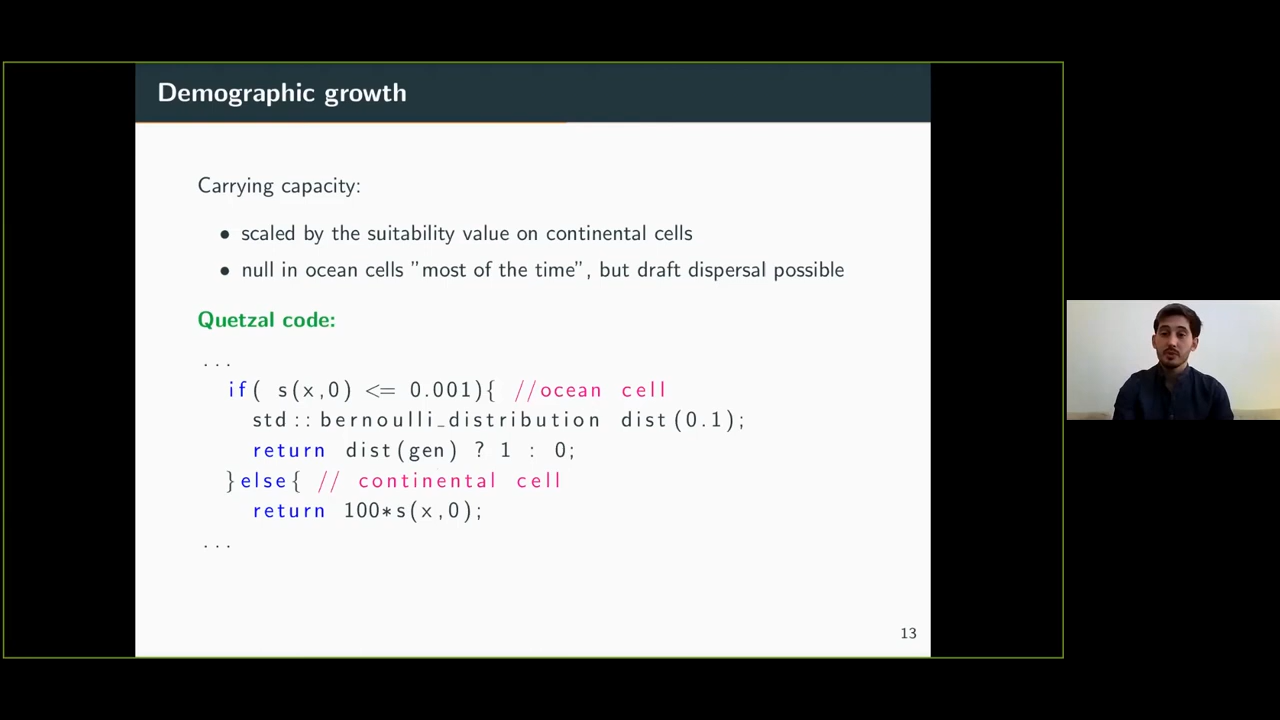 Demographic growth
Carrying capacity:
• scaled by the suitability value on continental cells
• null in ocean cells ”most of the time”, but draft dispersal possible
Quetzal code:
...
if( s(x,0) <= 0.001){ //ocean cell
std::bernoulli_distribution dist(0.1);
return dist(gen) ? 1 : 0;
}else{ // continental cell
return 100*s(x,0);
...
13